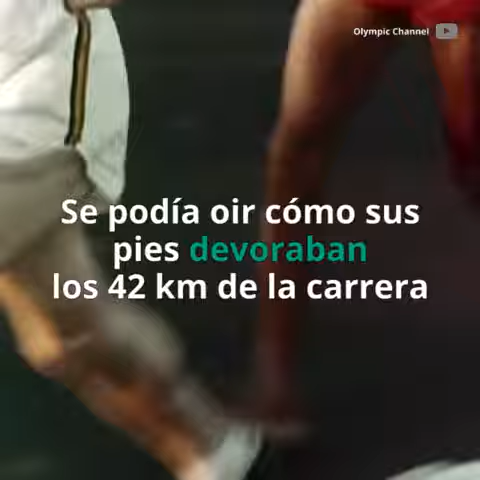 Olympic Channel
Se podía oir cómo sus
pies devoraban
los 42 km de la carrera